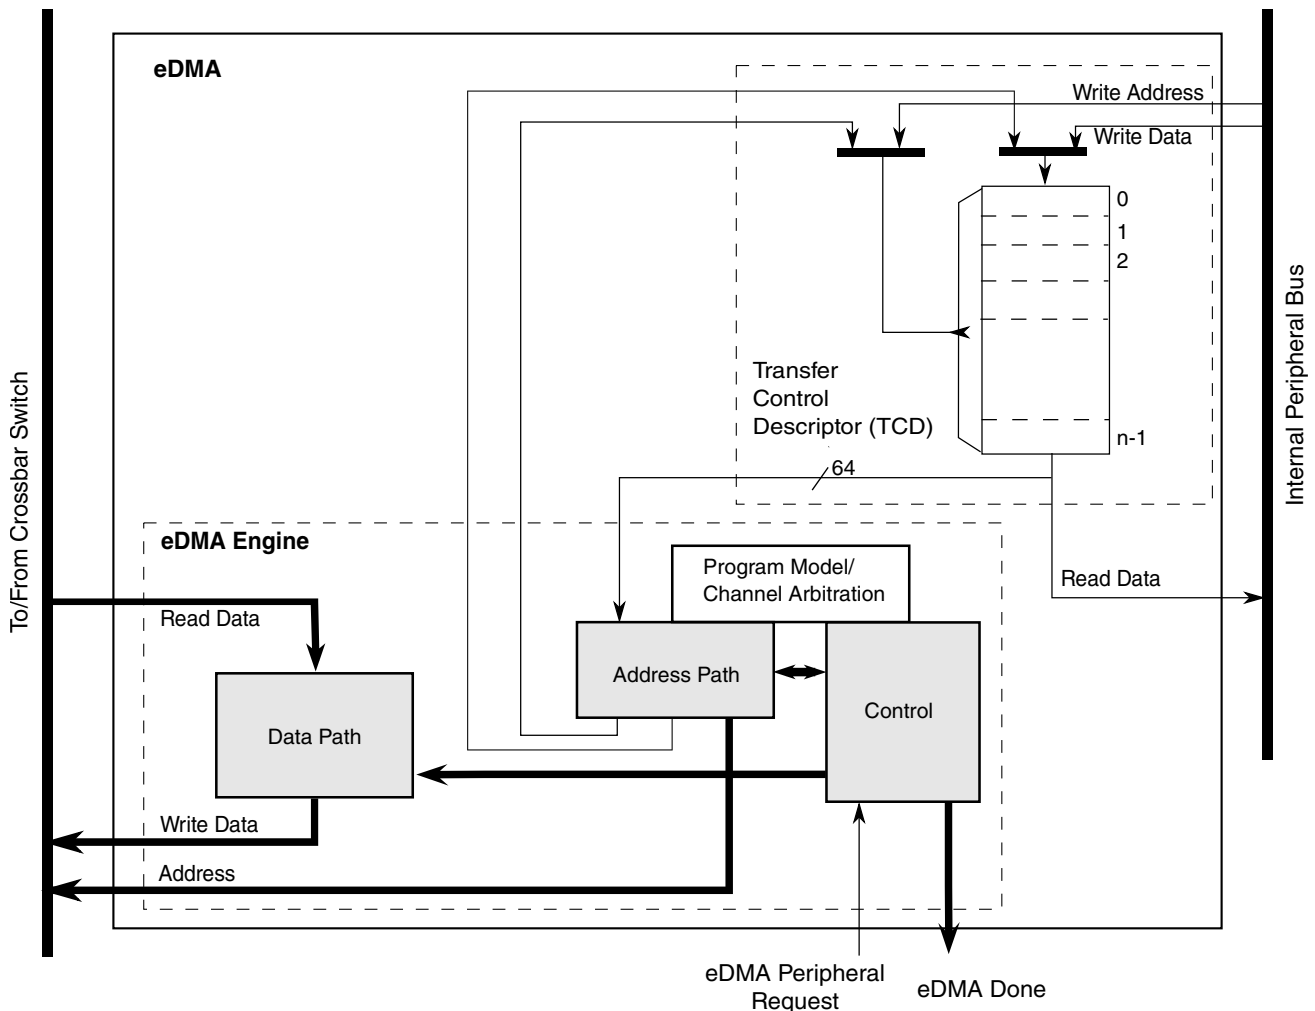 eDMA
Write Address
Write Data
0
1
2
n-1
Transfer
Control
Descriptor (TCD)
64
To/From Crossbar Switch
Internal Peripheral Bus
eDMA Engine
Program Model/
Channel Arbitration
Read Data
Read Data
Address Path
Control
Data Path
Write Data
Address
eDMA Peripheral
Request
eDMA Done